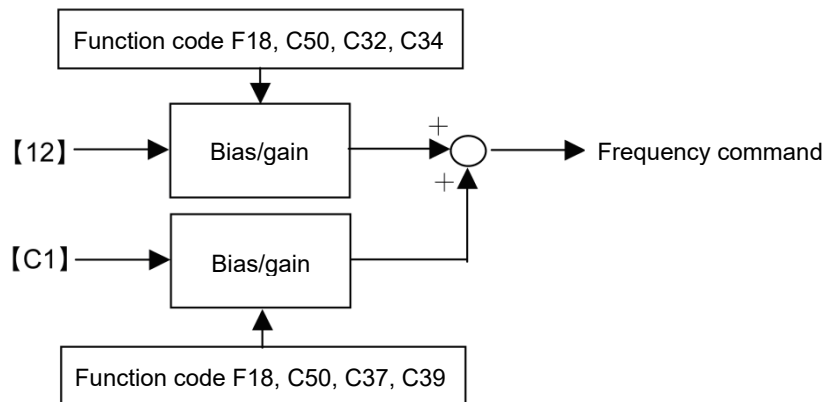 Function code F18, C50, C32, C34
【12】
Bias/gain
+
Frequency command
+
【C1】
Bias/gain
Function code F18, C50, C37, C39